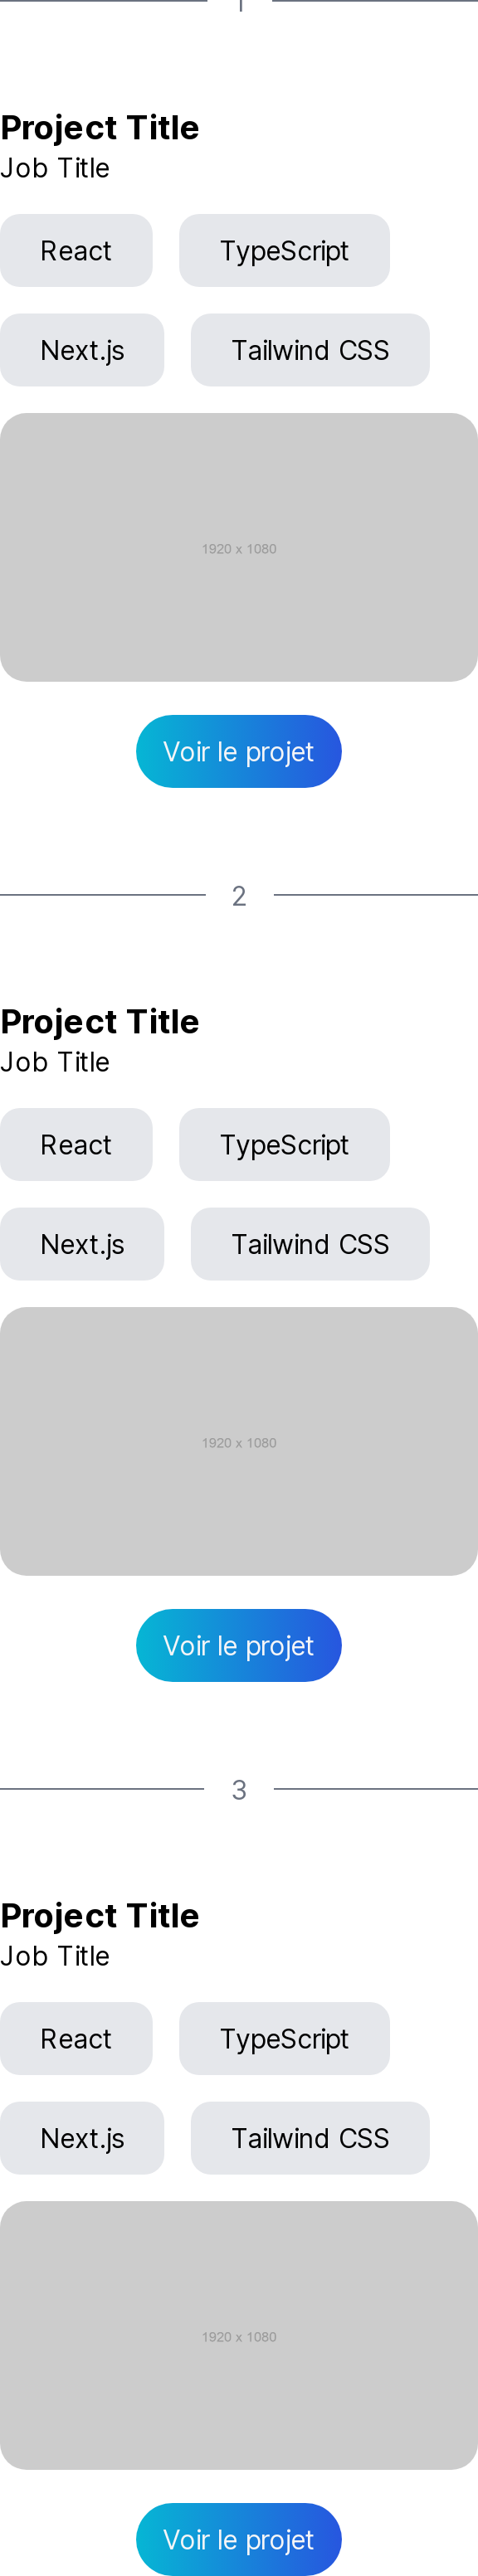 1
Project Title
Job Title
React TypeScript
Next.js Tailwind CSS
1920 x 1080
Voir le projet
2
Project Title
Job Title
React TypeScript
Next.js Tailwind CSS
1920 x 1080
Voir le projet
3
Project Title
Job Title
React TypeScript
Next.js Tailwind CSS
1920 x 1080
Voir le projet